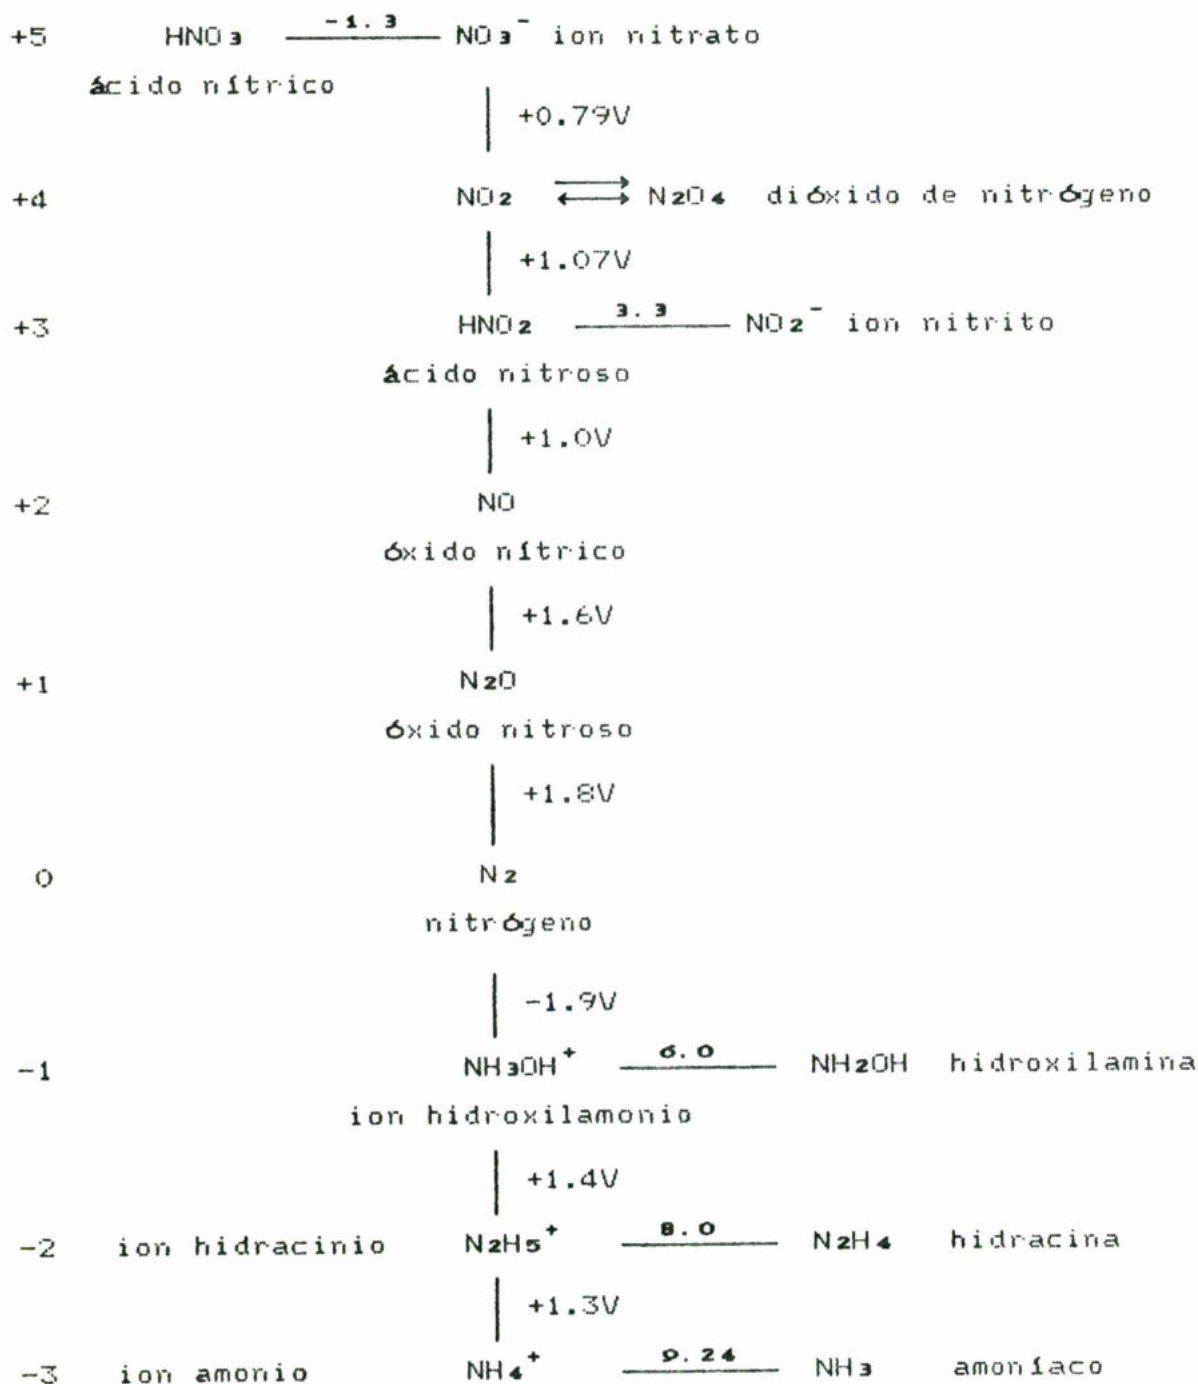 +5 HNO3 -1.3 NO3- ion nitrato
ácido nítrico
+0.79V
+4 NO2 N2O4 dióxido de nitrógeno
+1.07V
+3 HNO2 3.3 NO2- ion nitrito
ácido nitroso
+1.0V
+2 NO
óxido nítrico
+1.6V
+1 N2O
óxido nitroso
+1.8V
0 N2
nitrógeno
-1.9V
-1 NH3OH+ 6.0 NH2OH hidroxilamina
ion hidroxilamonio
+1.4V
-2 ion hidracinio N2H5+ 8.0 N2H4 hidracina
+1.3V
-3 ion amonio NH4+ 9.24 NH3 amoníaco